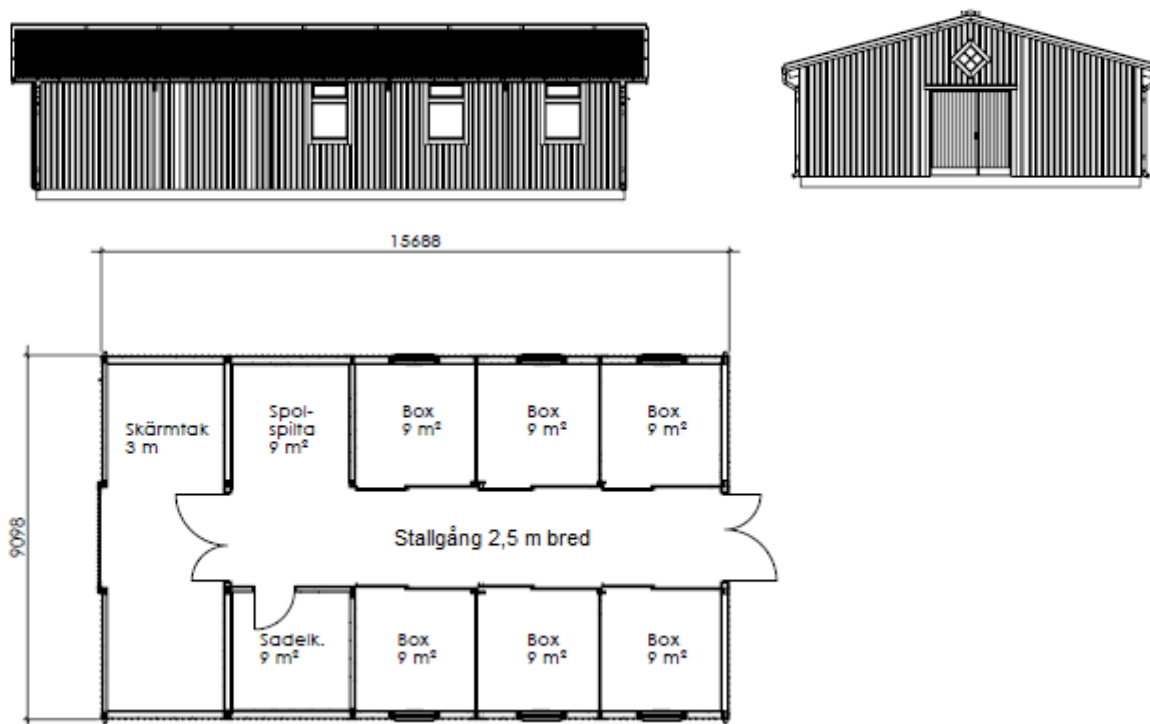 15688
9098
Skärmtak
3 m
Spol-
spilta
9 m²
Box
9 m²
Box
9 m²
Box
9 m²
Stallgång 2,5 m bred
Sadelk.
9 m²
Box
9 m²
Box
9 m²
Box
9 m²